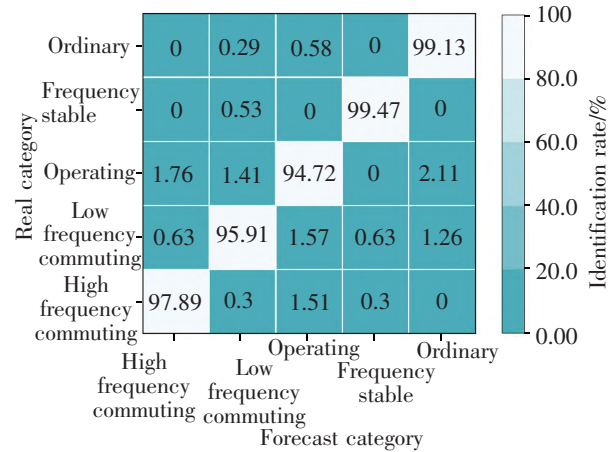 Real category
Ordinary
0 0.29 0.58 0 99.13
Frequency
stable
0 0.53 0 99.47 0
Operating
1.76 1.41 94.72 0 2.11
Low
frequency
commuting
0.63 95.91 1.57 0.63 1.26
High
frequency
commuting
97.89 0.3 1.51 0.3 0
High
frequency
commuting
Low
frequency
commuting
Operating
Frequency
stable
Ordinary
Forecast category
100
80.0
60.0
40.0
20.0
0.00
Identification rate/%